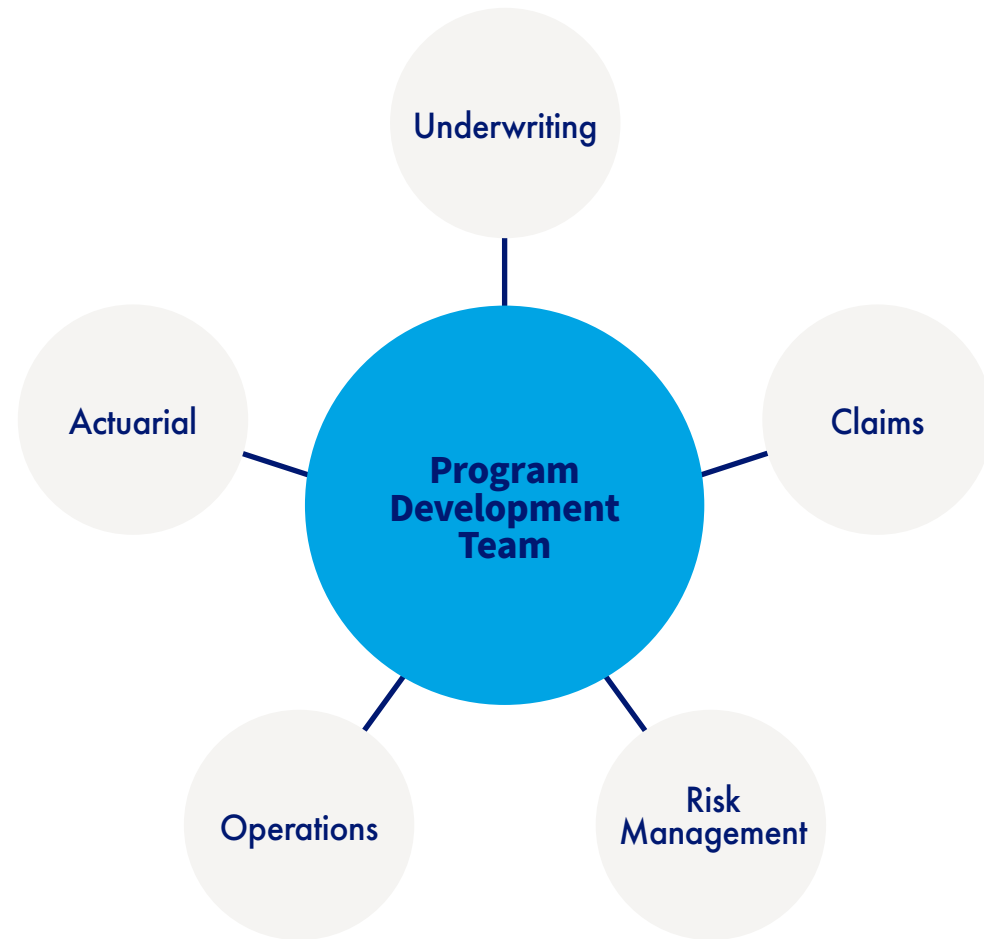 Underwriting
Actuarial
Claims
Program
Development
Team
Operations
Risk
Management